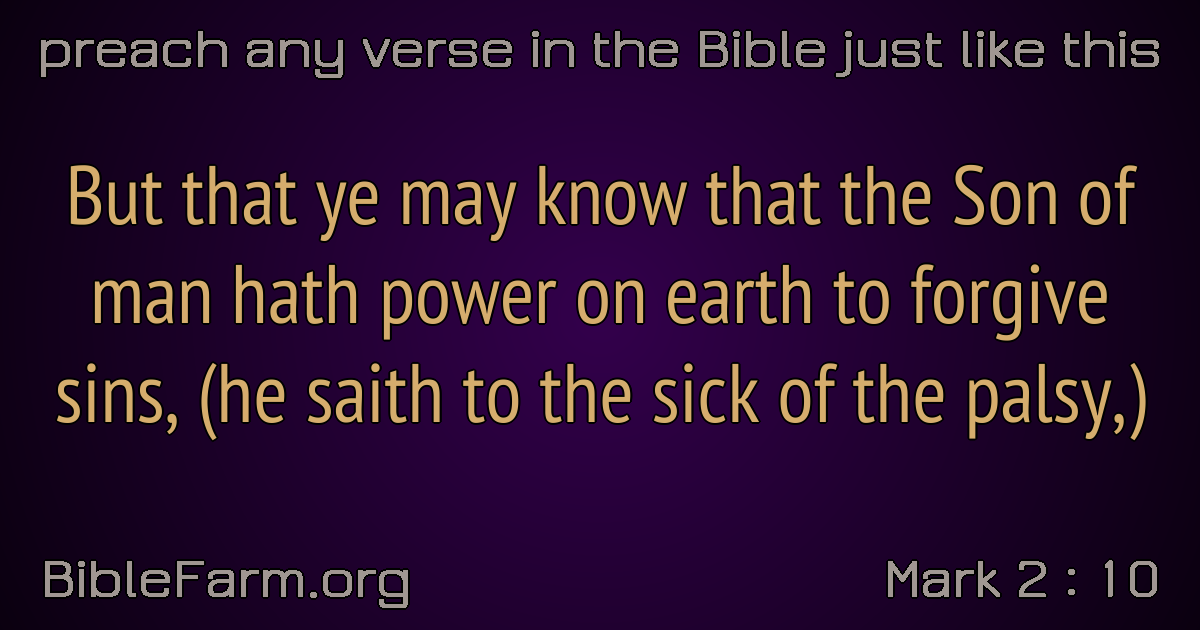 preach any verse in the Bible just like this
But that ye may know that the Son of
man hath power on earth to forgive
sins, (he saith to the sick of the palsy,)
BibleFarm.org
Mark 2 : 10